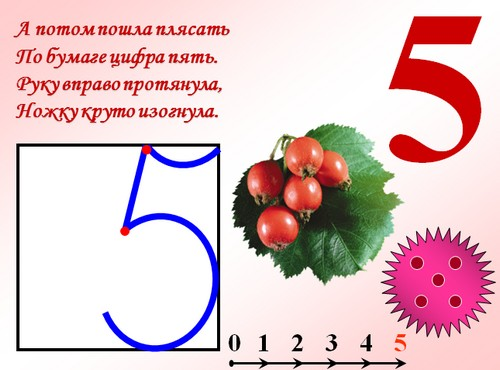 А потом пошла плясать
По бумаге цифра пять.
Руку вправо протянула,
Ножку круто изогнула.
5
5
0 1 2 3 4 5